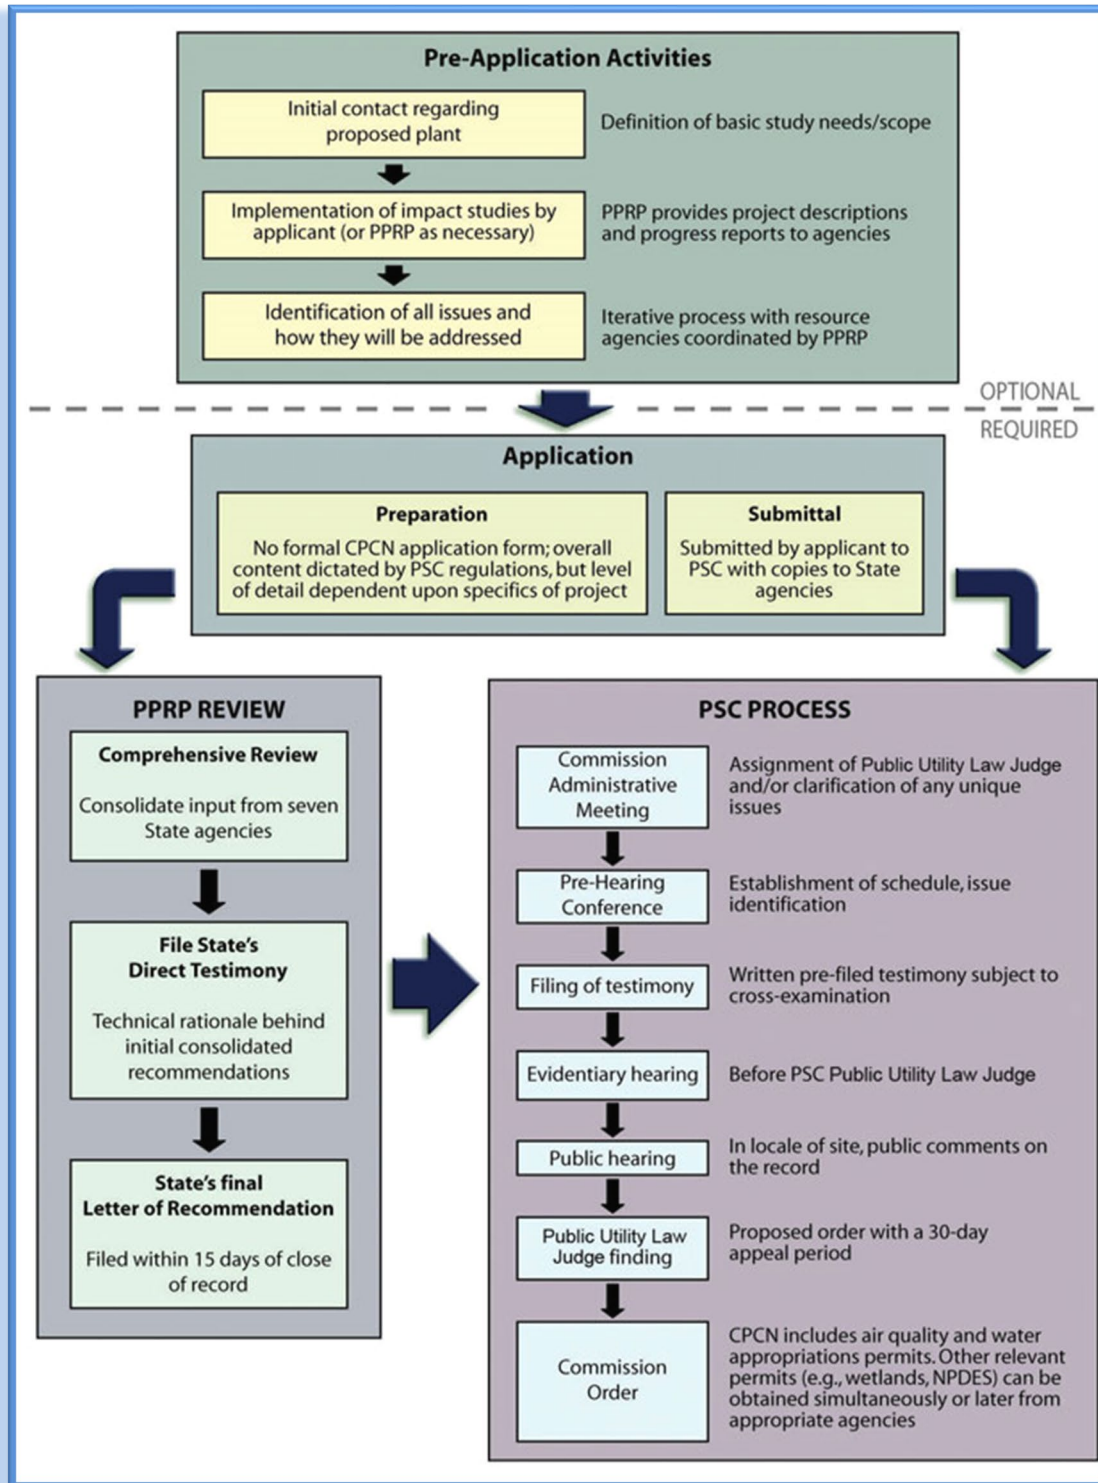 Pre-Application Activities
Initial contact regarding
proposed plant
Definition of basic study needs/scope
Implementation of impact studies by
applicant (or PPRP as necessary)
PPRP provides project descriptions
and progress reports to agencies
Identification of all issues and
how they will be addressed
Iterative process with resource
agencies coordinated by PPRP
OPTIONAL
REQUIRED
Application
Preparation
No formal CPCN application form; overall
content dictated by PSC regulations, but level
of detail dependent upon specifics of project
Submittal
Submitted by applicant to
PSC with copies to State
agencies
PPRP REVIEW
Comprehensive Review
Consolidate input from seven
State agencies
File State's
Direct Testimony
Technical rationale behind
initial consolidated
recommendations
State's final
Letter of Recommendation
Filed within 15 days of close
of record
PSC PROCESS
Commission
Administrative
Meeting
Assignment of Public Utility Law Judge
and/or clarification of any unique
issues
Pre-Hearing
Conference
Establishment of schedule, issue
identification
Filing of testimony
Written pre-filed testimony subject to
cross-examination
Evidentiary hearing
Before PSC Public Utility Law Judge
Public hearing
In locale of site, public comments on
the record
Public Utility Law
Judge finding
Proposed order with a 30-day
appeal period
Commission
Order
CPCN includes air quality and water
appropriations permits. Other relevant
permits (e.g., wetlands, NPDES) can be
obtained simultaneously or later from
appropriate agencies